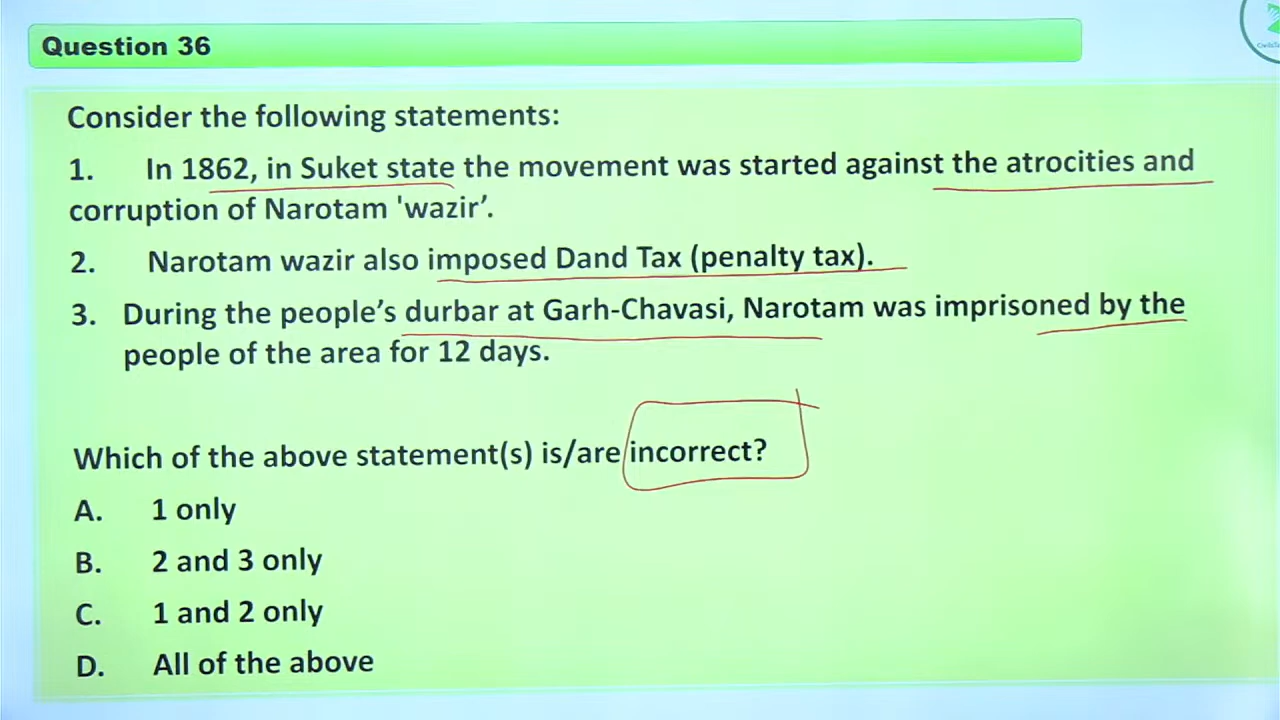 Question 36
Consider the following statements:
1. In 1862, in Suket state the movement was started against the atrocities and
corruption of Narotam 'wazir’.
2. Narotam wazir also imposed Dand Tax (penalty tax).
3. During the people’s durbar at Garh-Chavasi, Narotam was imprisoned by the
people of the area for 12 days.
Which of the above statement(s) is/are incorrect?
A. 1 only
B. 2 and 3 only
C. 1 and 2 only
D. All of the above